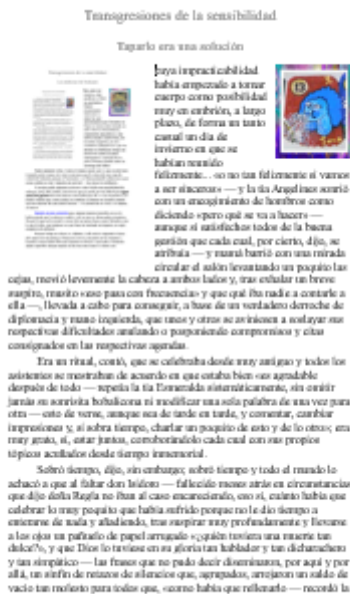 Transgresiones de la sensibilidad
Taparlo era una solución
cuya impracticabilidad
había empezado a tomar
cuerpo como posibilidad
muy en embrión, a largo
plazo, de forma un tanto
casual un día de
invierno en que se
habían reunido
felizmente... «o no tan felizmente si vamos
a ser sinceros» — y la tía Angelines sonrió
con un encogimiento de hombros como
diciendo «pero qué se va a hacer» —
aunque sí satisfechos todos de la buena
gestión que cada cual, por cierto, dijo, se
atribuía — y mamá barrió con una mirada
circular el salón levantando un poquito las
cejas, movió levemente la cabeza a ambos lados y, tras exhalar un breve
suspiro, musitó «eso pasa con frecuencia» y que qué iba nadie a contarle a
ella —, llevada a cabo para conseguir, a base de un verdadero derroche de
diplomacia y mano izquierda, que unos y otros se aviniesen a soslayar sus
respectivas dificultades anulando o posponiendo compromisos y citas
consignados en las respectivas agendas.
Era un ritual, contó, que se celebraba desde muy antiguo y todos los
asistentes se mostraban de acuerdo en que estaba bien «es agradable
después de todo — repetía la tía Esmeralda sistemáticamente, sin omitir
jamás su sonrisita bobalicona ni modificar una sola palabra de una vez para
otra — esto de verse, aunque sea de tarde en tarde, y comentar, cambiar
impresiones y, si sobra tiempo, charlar un poquito de esto y de lo otro»; era
muy grato, sí, estar juntos, corroborándolo cada cual con sus propios
tópicos acuñados desde tiempo inmemorial.
Sobró tiempo, dijo, sin embargo; sobró tiempo y todo el mundo lo
achacó a que al faltar don Isidoro — fallecido meses atrás en circunstancias
que dijo doña Regla no iban al caso encareciendo, eso sí, cuánto había que
celebrar lo muy poquito que había sufrido porque no le dio tiempo a
enterarse de nada y añadiendo, tras suspirar muy profundamente y llevarse
a los ojos un pañuelo de papel arrugado «¡¿quién tuviera una muerte tan
dulce?», y que Dios lo tuviese en su gloria tan hablador y tan dicharachero
y tan simpático — las frases que no pudo decir diseminaron, por aquí y por
allá, un sinfín de retazos de silencios que, agrupados, arrojaron un saldo de
vacío tan molesto para todos que, «como había que rellenarlo — recordó la